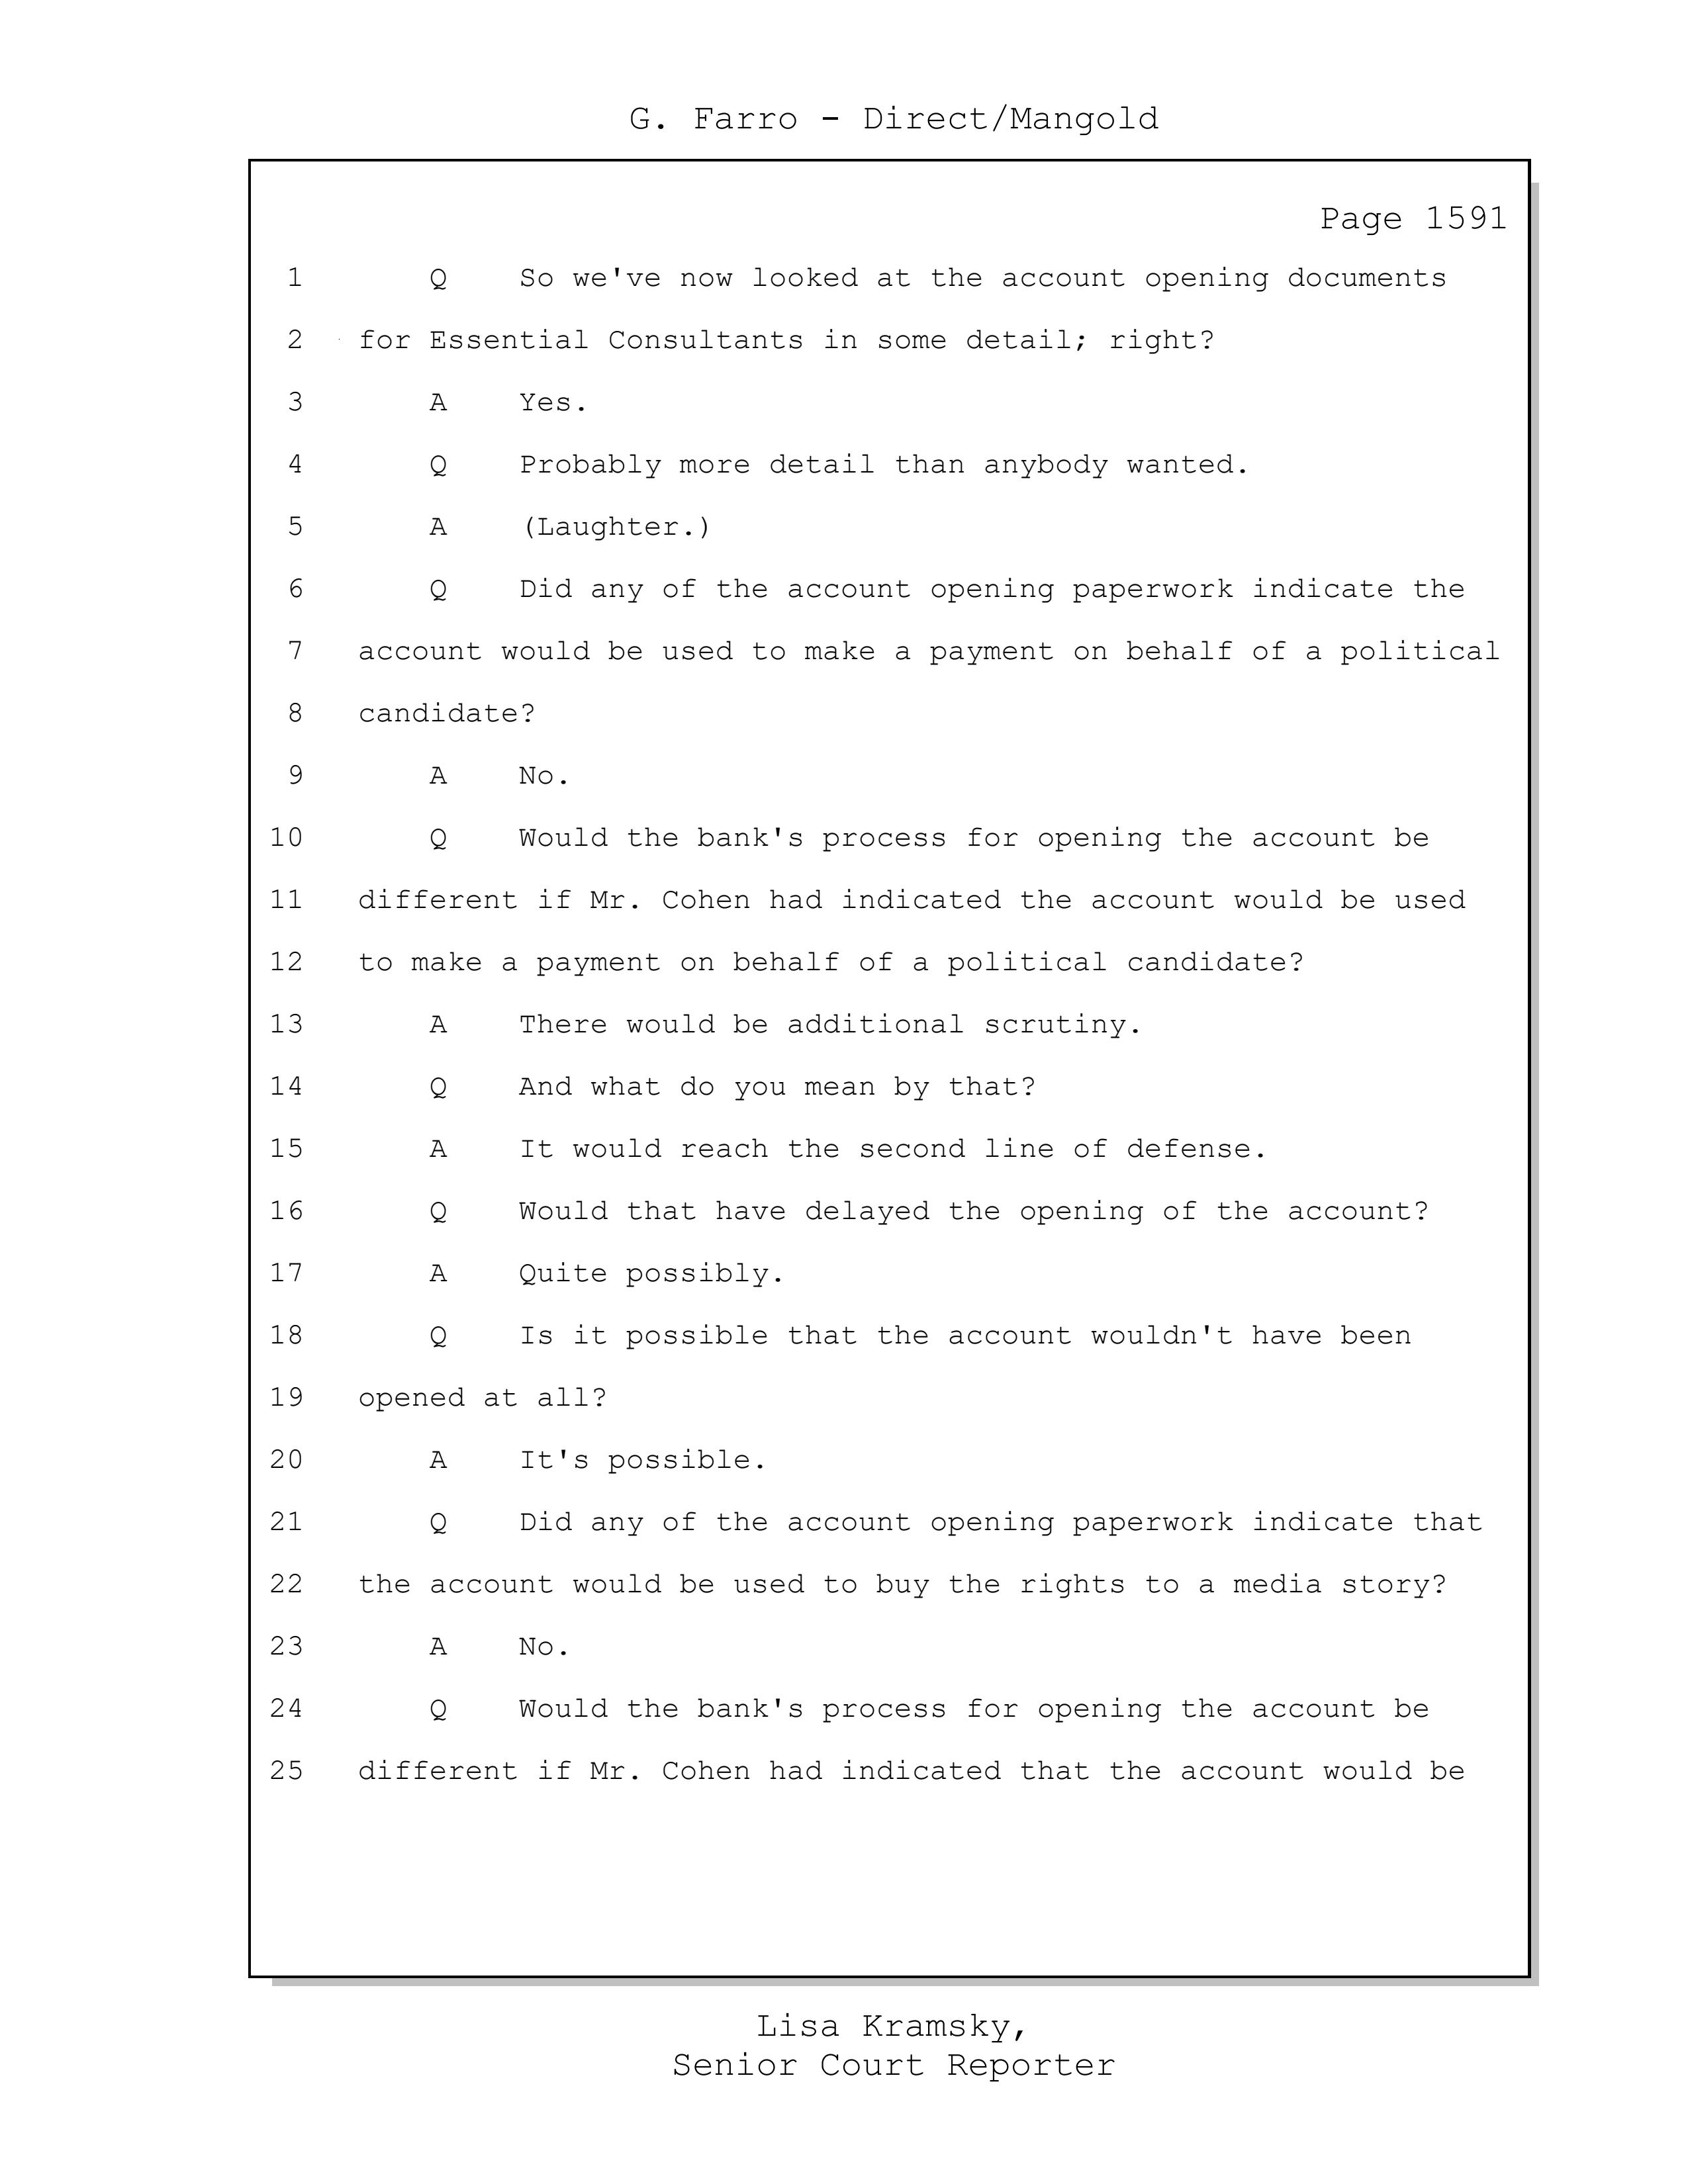 G. Farro - Direct/Mangold
Page 1591
1 Q So we've now looked at the account opening documents
2 for Essential Consultants in some detail; right?
3 A Yes.
4 Q Probably more detail than anybody wanted.
5 A (Laughter.)
6 Q Did any of the account opening paperwork indicate the
7 account would be used to make a payment on behalf of a political
8 candidate?
9 A No.
10 Q Would the bank's process for opening the account be
11 different if Mr. Cohen had indicated the account would be used
12 to make a payment on behalf of a political candidate?
13 A There would be additional scrutiny.
14 Q And what do you mean by that?
15 A It would reach the second line of defense.
16 Q Would that have delayed the opening of the account?
17 A Quite possibly.
18 Q Is it possible that the account wouldn't have been
19 opened at all?
20 A It's possible.
21 Q Did any of the account opening paperwork indicate that
22 the account would be used to buy the rights to a media story?
23 A No.
24 Q Would the bank's process for opening the account be
25 different if Mr. Cohen had indicated that the account would be
Lisa Kramsky,
Senior Court Reporter